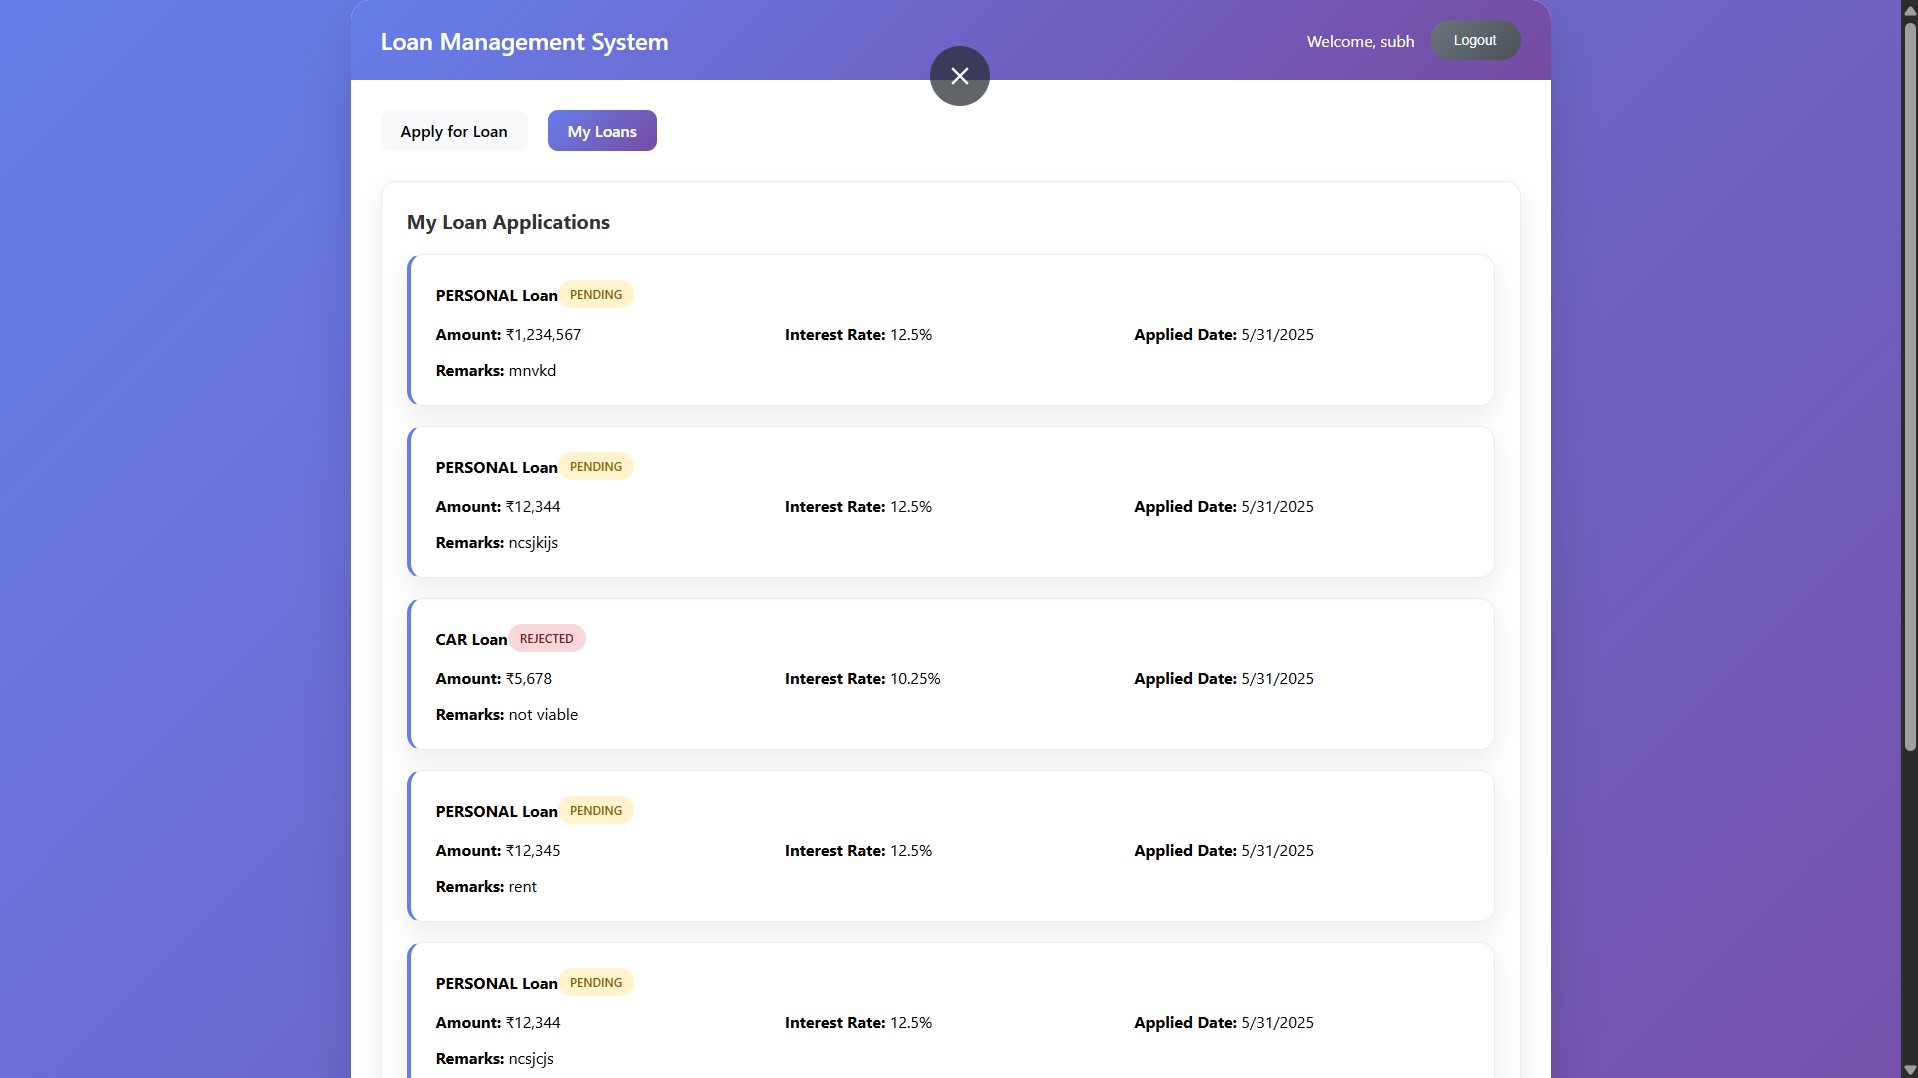 Loan Management System
Welcome, subh
Logout
Apply for Loan
My Loans
My Loan Applications
PERSONAL Loan PENDING
Amount: ₹1,234,567 Interest Rate: 12.5% Applied Date: 5/31/2025
Remarks: mnvkd
PERSONAL Loan PENDING
Amount: ₹12,344 Interest Rate: 12.5% Applied Date: 5/31/2025
Remarks: ncsjkijs
CAR Loan REJECTED
Amount: ₹5,678 Interest Rate: 10.25% Applied Date: 5/31/2025
Remarks: not viable
PERSONAL Loan PENDING
Amount: ₹12,345 Interest Rate: 12.5% Applied Date: 5/31/2025
Remarks: rent
PERSONAL Loan PENDING
Amount: ₹12,344 Interest Rate: 12.5% Applied Date: 5/31/2025
Remarks: ncsjcjs